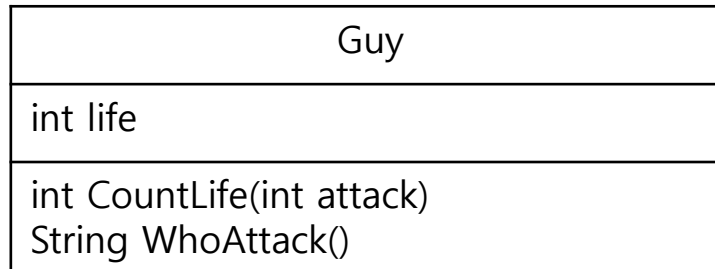 Guy
int life
int CountLife(int attack)
String WhoAttack()